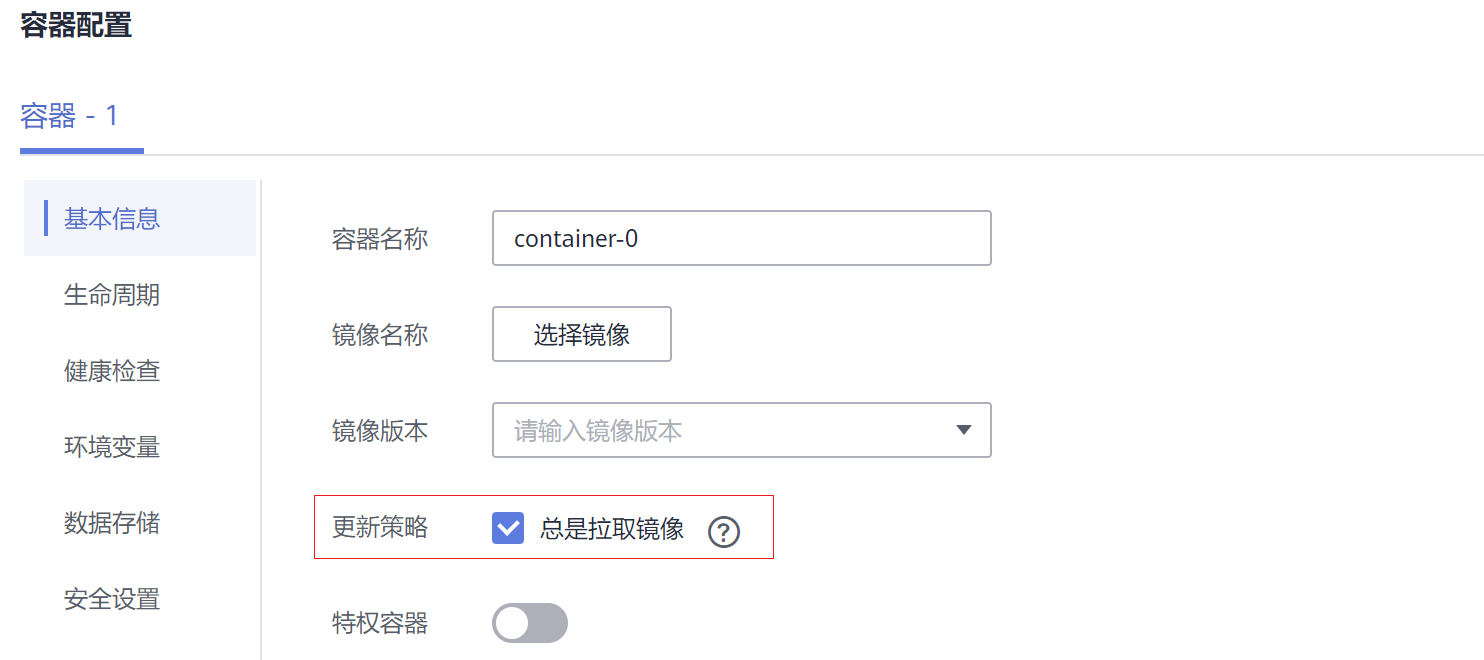 容器配置
容器 - 1
基本信息
生命周期
健康检查
环境变量
数据存储
安全设置
容器名称 container-0
镜像名称 选择镜像
镜像版本 请输入镜像版本
更新策略 总是拉取镜像 ?
特权容器